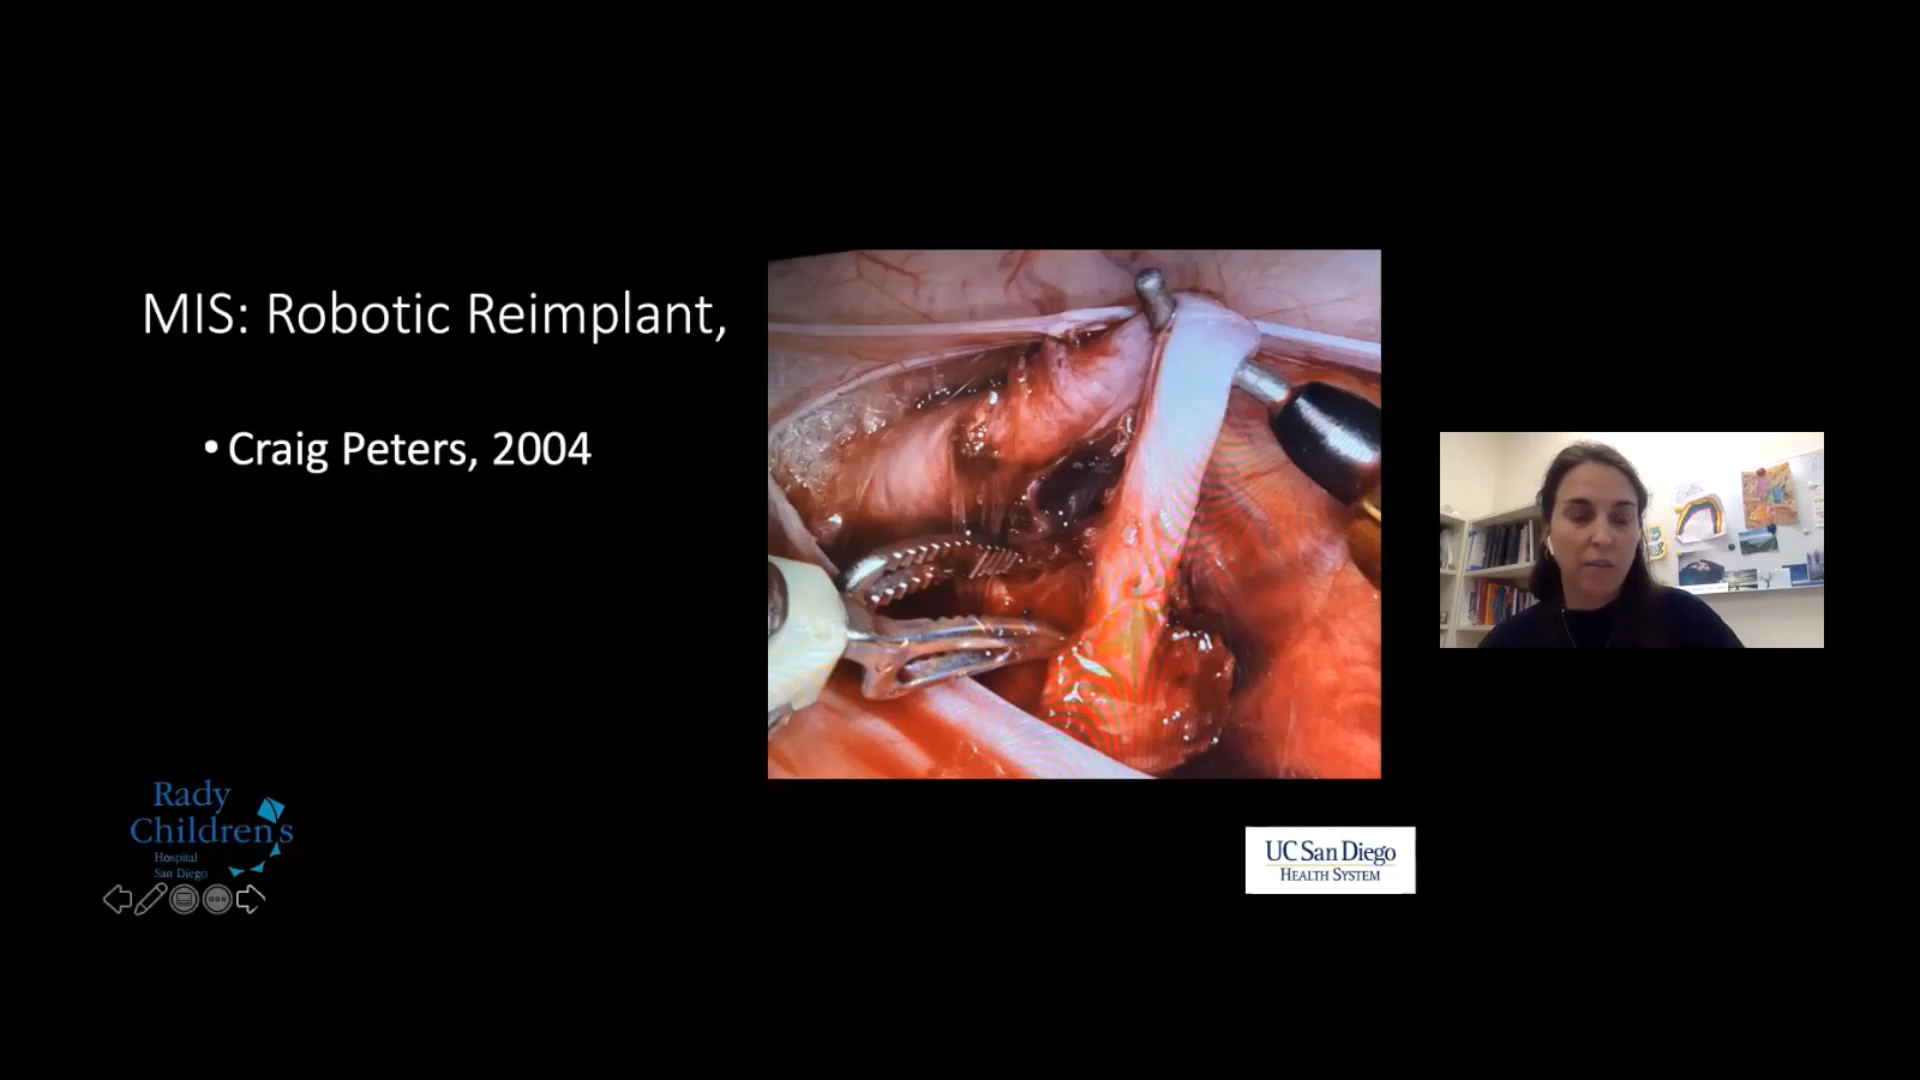 MIS: Robotic Reimplant,
• Craig Peters, 2004
Rady
Children's
Hospital
San Diego
UC San Diego
HEALTH SYSTEM